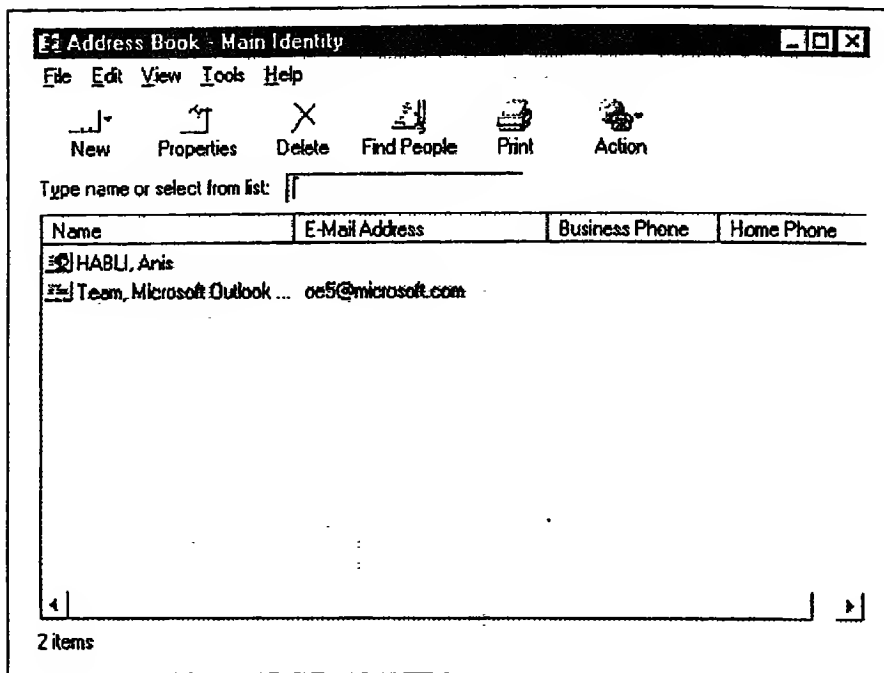 Address Book - Main Identity
File Edit View Tools Help
New Properties Delete Find People Print Action
Type name or select from list:
Name E-Mail Address Business Phone Home Phone
HABLI, Anis
Team, Microsoft Outlook ... oe5@microsoft.com
2 items